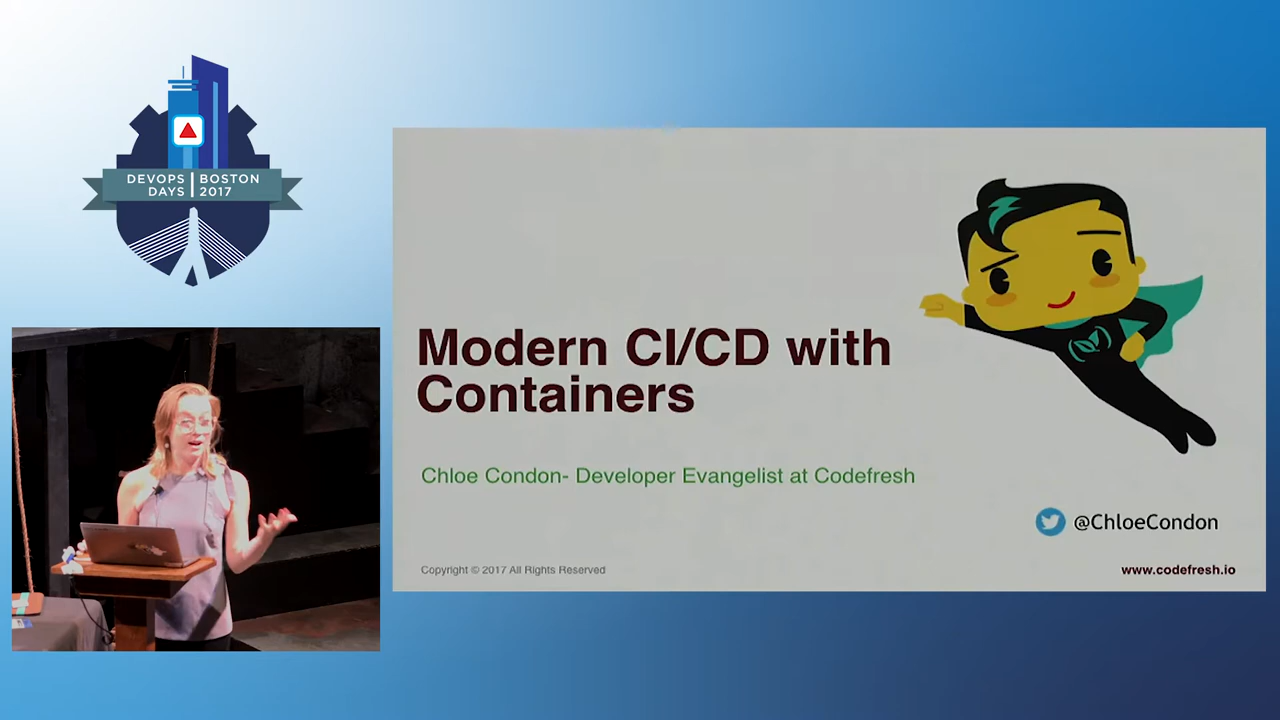 DEVOPS BOSTON
DAYS 2017
Modern CI/CD with
Containers
Chloe Condon- Developer Evangelist at Codefresh
@ChloeCondon
Copyright © 2017 All Rights Reserved
www.codefresh.io